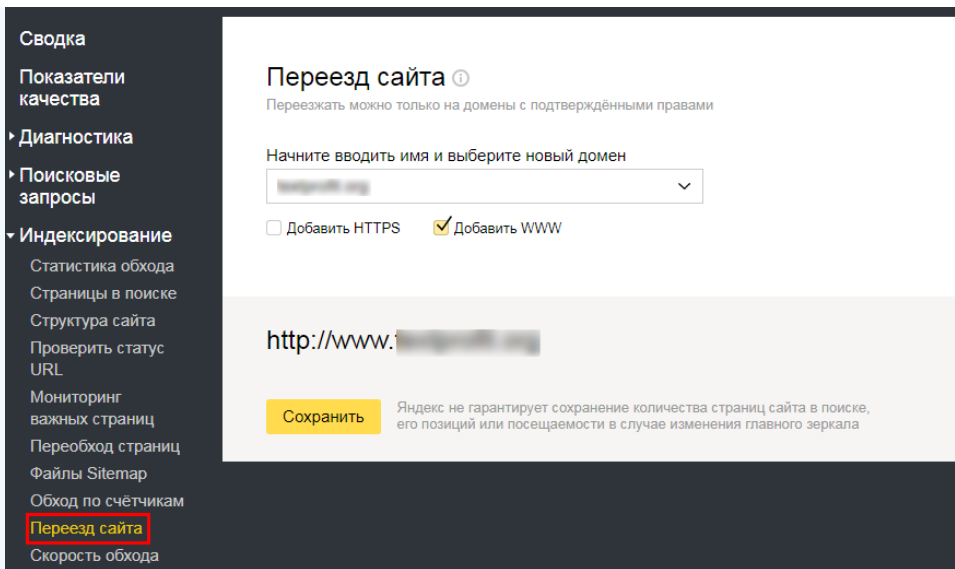 Сводка
Показатели
качества
Диагностика
Поисковые
запросы
Индексирование
Статистика обхода
Страницы в поиске
Структура сайта
Проверить статус
URL
Мониторинг
важных страниц
Переобход страниц
Файлы Sitemap
Обход по счётчикам
Переезд сайта
Скорость обхода
Переезд сайта
Переезжать можно только на домены с подтверждёнными правами
Начните вводить имя и выберите новый домен
Добавить HTTPS
Добавить WWW
http://www.
Сохранить
Яндекс не гарантирует сохранение количества страниц сайта в поиске,
его позиций или посещаемости в случае изменения главного зеркала